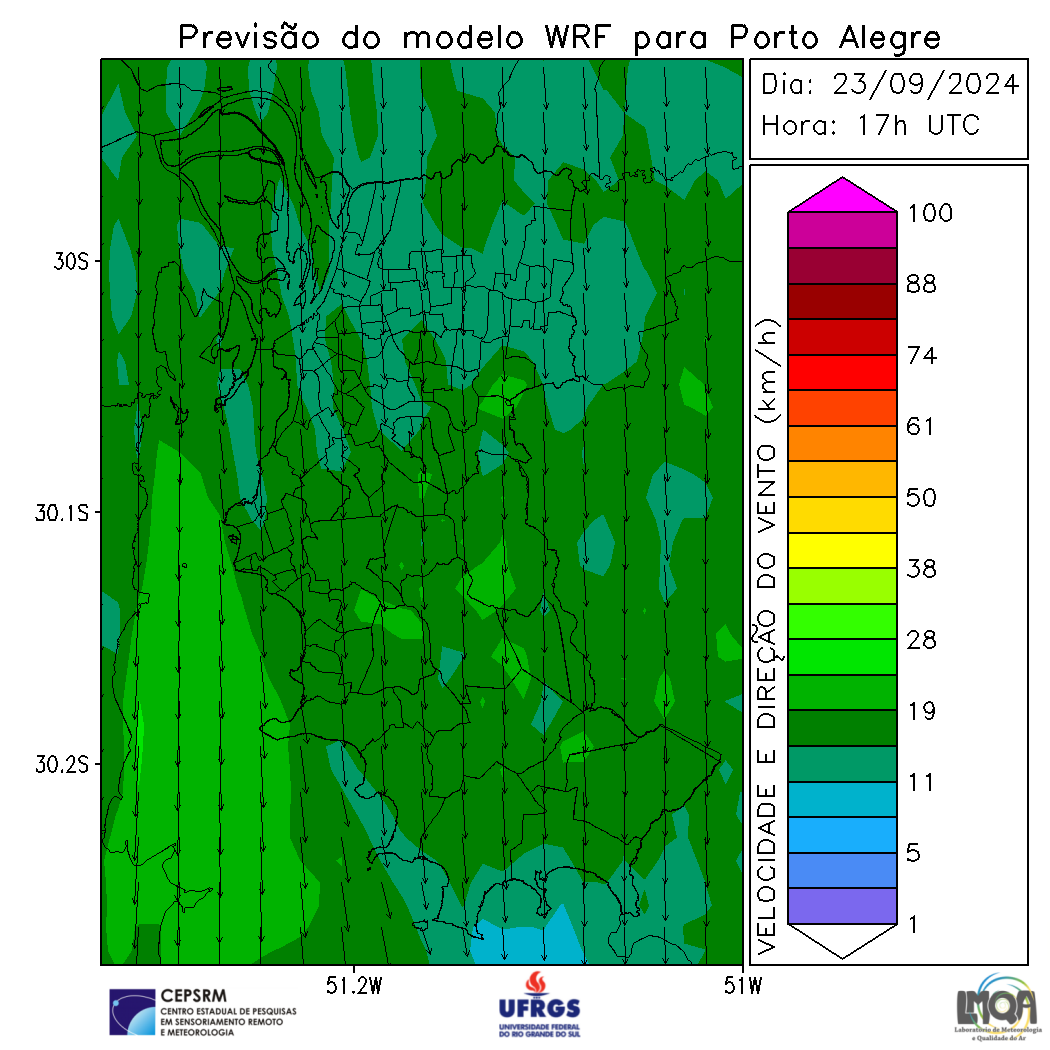 Previsão do modelo WRF para Porto Alegre
Dia: 23/09/2024
Hora: 17h UTC
30S
30.1S
30.2S
51.2W
51W
VELOCIDADE E DIREÇÃO DO VENTO (km/h)
100
88
74
61
50
38
28
19
11
5
1
CEPSRM
CENTRO ESTADUAL DE PESQUISAS
EM SENSORIAMENTO REMOTO
E METEOROLOGIA
UFRGS
UNIVERSIDADE FEDERAL
DO RIO GRANDE DO SUL
LMQA
Laboratório de Meteorologia
e Qualidade do Ar